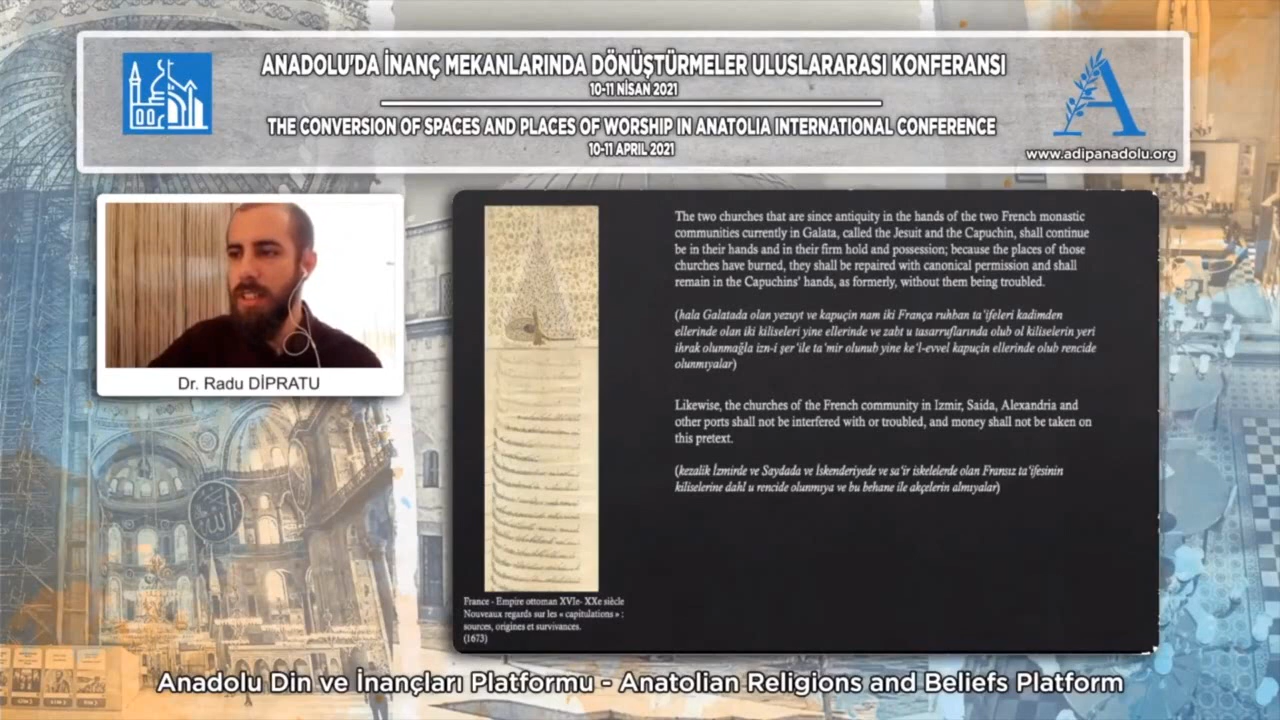 ANADOLU'DA İNANÇ MEKANLARINDA DÖNÜŞTÜRMELER ULUSLARARASI KONFERANSI
10-11 NİSAN 2021
THE CONVERSION OF SPACES AND PLACES OF WORSHIP IN ANATOLIA INTERNATIONAL CONFERENCE
10-11 APRIL 2021
www.adipanadolu.org
Dr. Radu DİPRATU
The two churches that are since antiquity in the hands of the two French monastic
communities currently in Galata, called the Jesuit and the Capuchin, shall continue
be in their hands and in their firm hold and possession; because the places of those
churches have burned, they shall be repaired with canonical permission and shall
remain in the Capuchins' hands, as formerly, without them being troubled.
(hala Galatada olan yezuyt ve kapuçin nam iki França ruhban ta'ifeleri kadimden
ellerinde olan iki kiliseleri yine ellerinde ve zabt u tasarruflarında olub ol kiliselerin yeri
ihrak olunmağla izn-i şer'ile ta'mir olunub yine ke'l-evvel kapuçin ellerinde olub rencide
olunmıyalar)
Likewise, the churches of the French community in Izmir, Saida, Alexandria and
other ports shall not be interfered with or troubled, and money shall not be taken on
this pretext.
(kezalik İzmirde ve Saydada ve İskenderiyede ve sa'ir iskelelerde olan Fransız ta'ifesinin
kiliselerine dahl u rencide olunmıya ve bu behane ile akçelerin almıyalar)
France - Empire ottoman XVIe- XXe siècle
Nouveaux regards sur les « capitulations » :
sources, origines et survivances.
(1673)
Anadolu Din ve İnançları Platformu - Anatolian Religions and Beliefs Platform